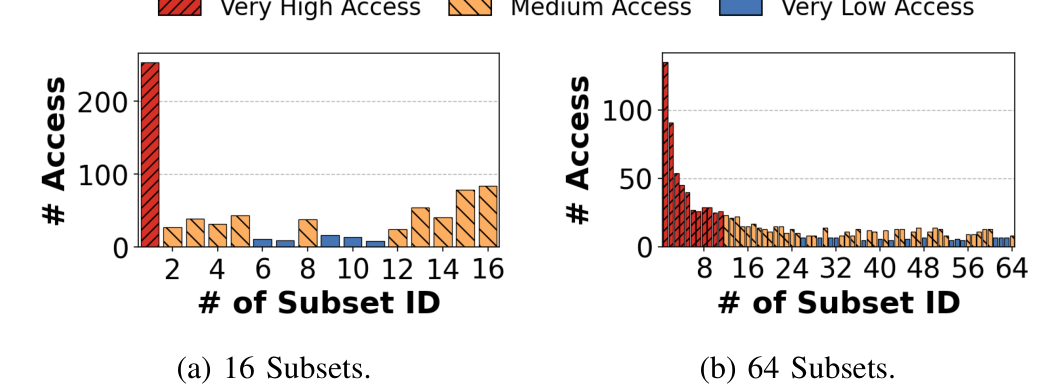 Very High Access Medium Access Very Low Access
# Access
200
100
0
2 4 6 8 10 12 14 16
# of Subset ID
(a) 16 Subsets.
# Access
100
50
0
8 16 24 32 40 48 56 64
# of Subset ID
(b) 64 Subsets.